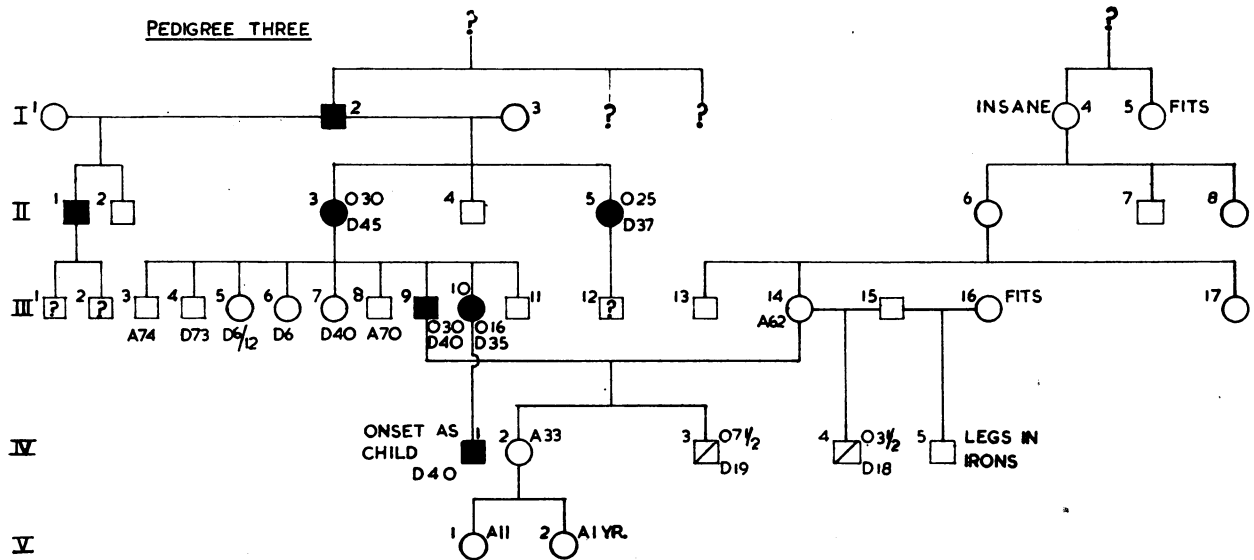 PEDIGREE THREE
? ?
I 1 2 3 ? ? INSANE 4 5 FITS
II 1 2 3 O30 4 5 O25 6 7 8
D45 D37
III 1 ? 2 ? 3 4 5 6 7 8 9 10 11 12 ? 13 14 15 16 FITS 17
A74 D73 D6/12 D6 D40 A70 O30 O16 A62
D40 D35
ONSET AS 1 2 A33 3 O7½ 4 O3½ 5 LEGS IN
IV CHILD D19 D18 IRONS
D40
V 1 A11 2 A1YR.